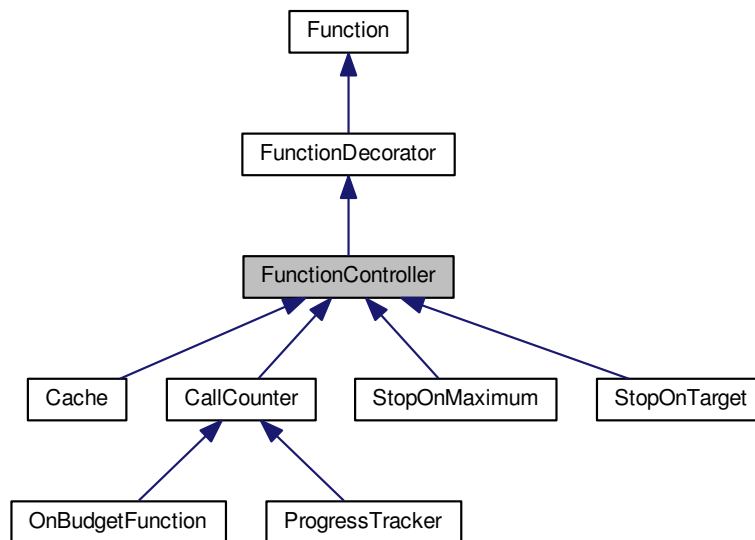 Function
FunctionDecorator
FunctionController
Cache
CallCounter
StopOnMaximum
StopOnTarget
OnBudgetFunction
ProgressTracker